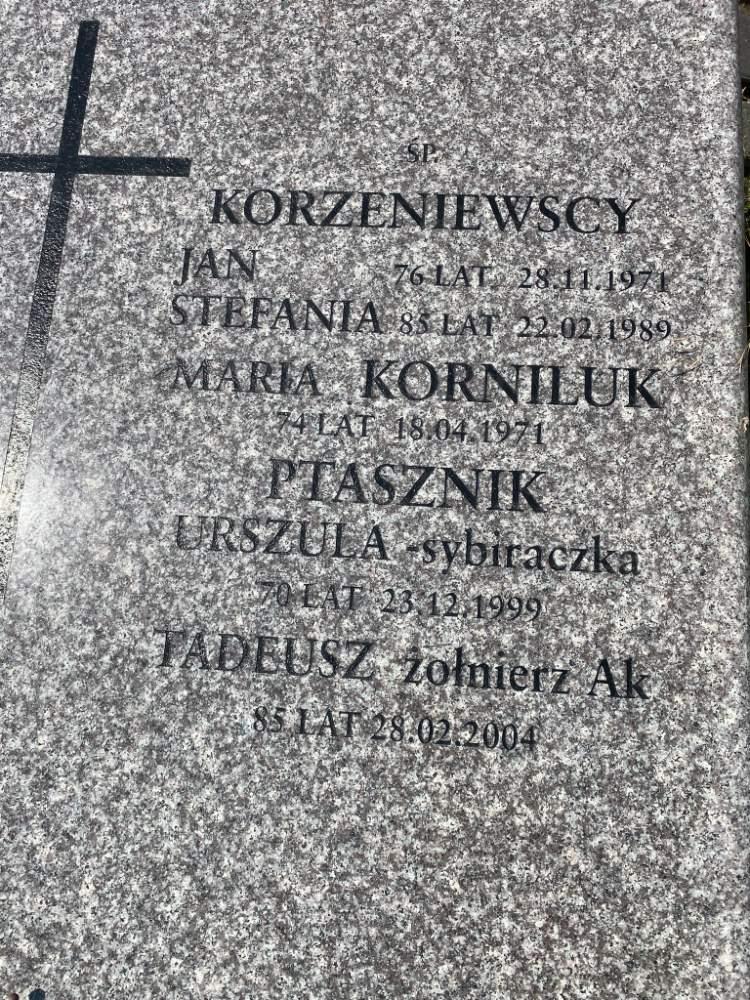 ŚP.
KORZENIEWSCY
JAN 76 LAT 28.11.1971
STEFANIA 85 LAT 22.02.1989
MARIA KORNILUK
74 LAT 18.04.1971
PTASZNIK
URSZULA -sybiraczka
70 LAT 23.12.1999
TADEUSZ żołnierz Ak
85 LAT 28.02.2004